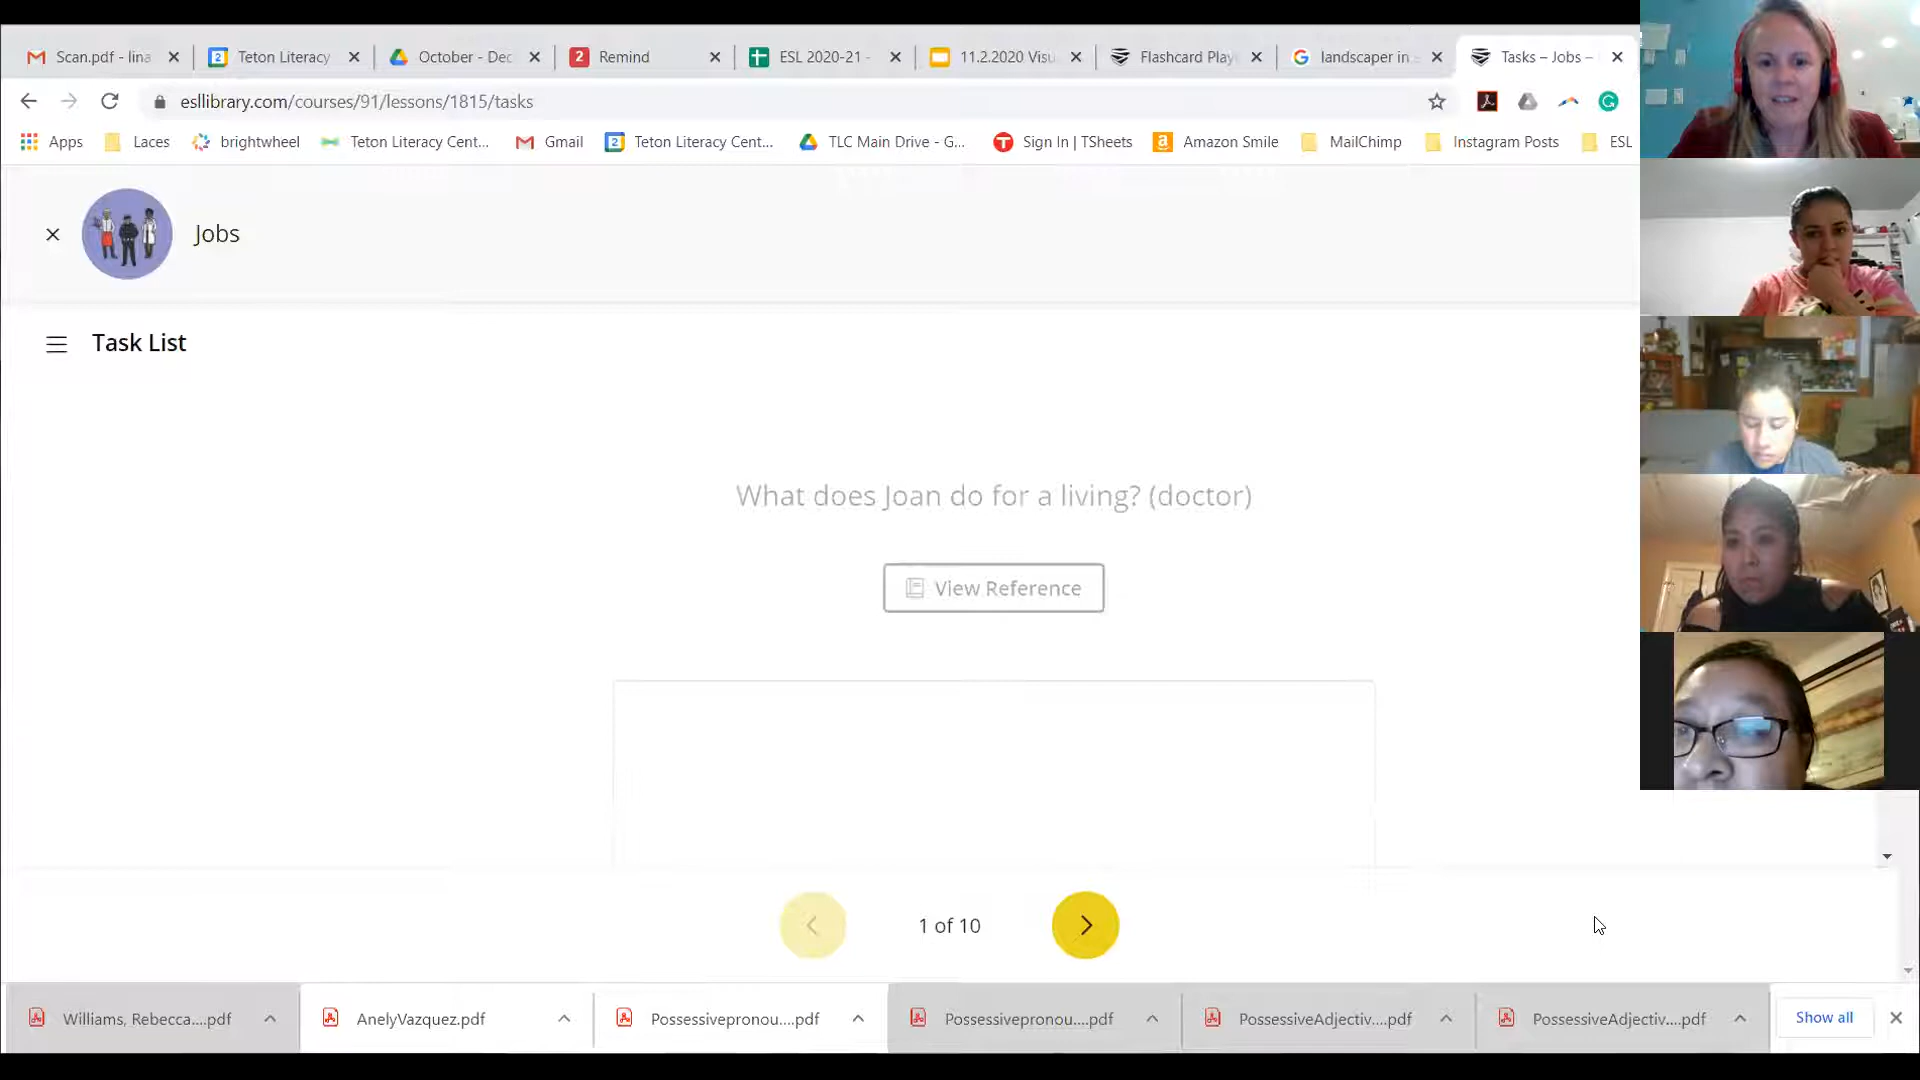 Scan.pdf - lina
Teton Literacy
October - Dec
2 Remind
ESL 2020-21 -
11.2.2020 Visu
Flashcard Play
landscaper in
Tasks – Jobs –
esllibrary.com/courses/91/lessons/1815/tasks
Apps
Laces
brightwheel
Teton Literacy Cent...
Gmail
2 Teton Literacy Cent...
TLC Main Drive - G...
Sign In | TSheets
Amazon Smile
MailChimp
Instagram Posts
ESL
Jobs
Task List
What does Joan do for a living? (doctor)
View Reference
1 of 10
Williams, Rebecca....pdf
AnelyVazquez.pdf
Possessivepronou....pdf
Possessivepronou....pdf
PossessiveAdjectiv....pdf
PossessiveAdjectiv....pdf
Show all